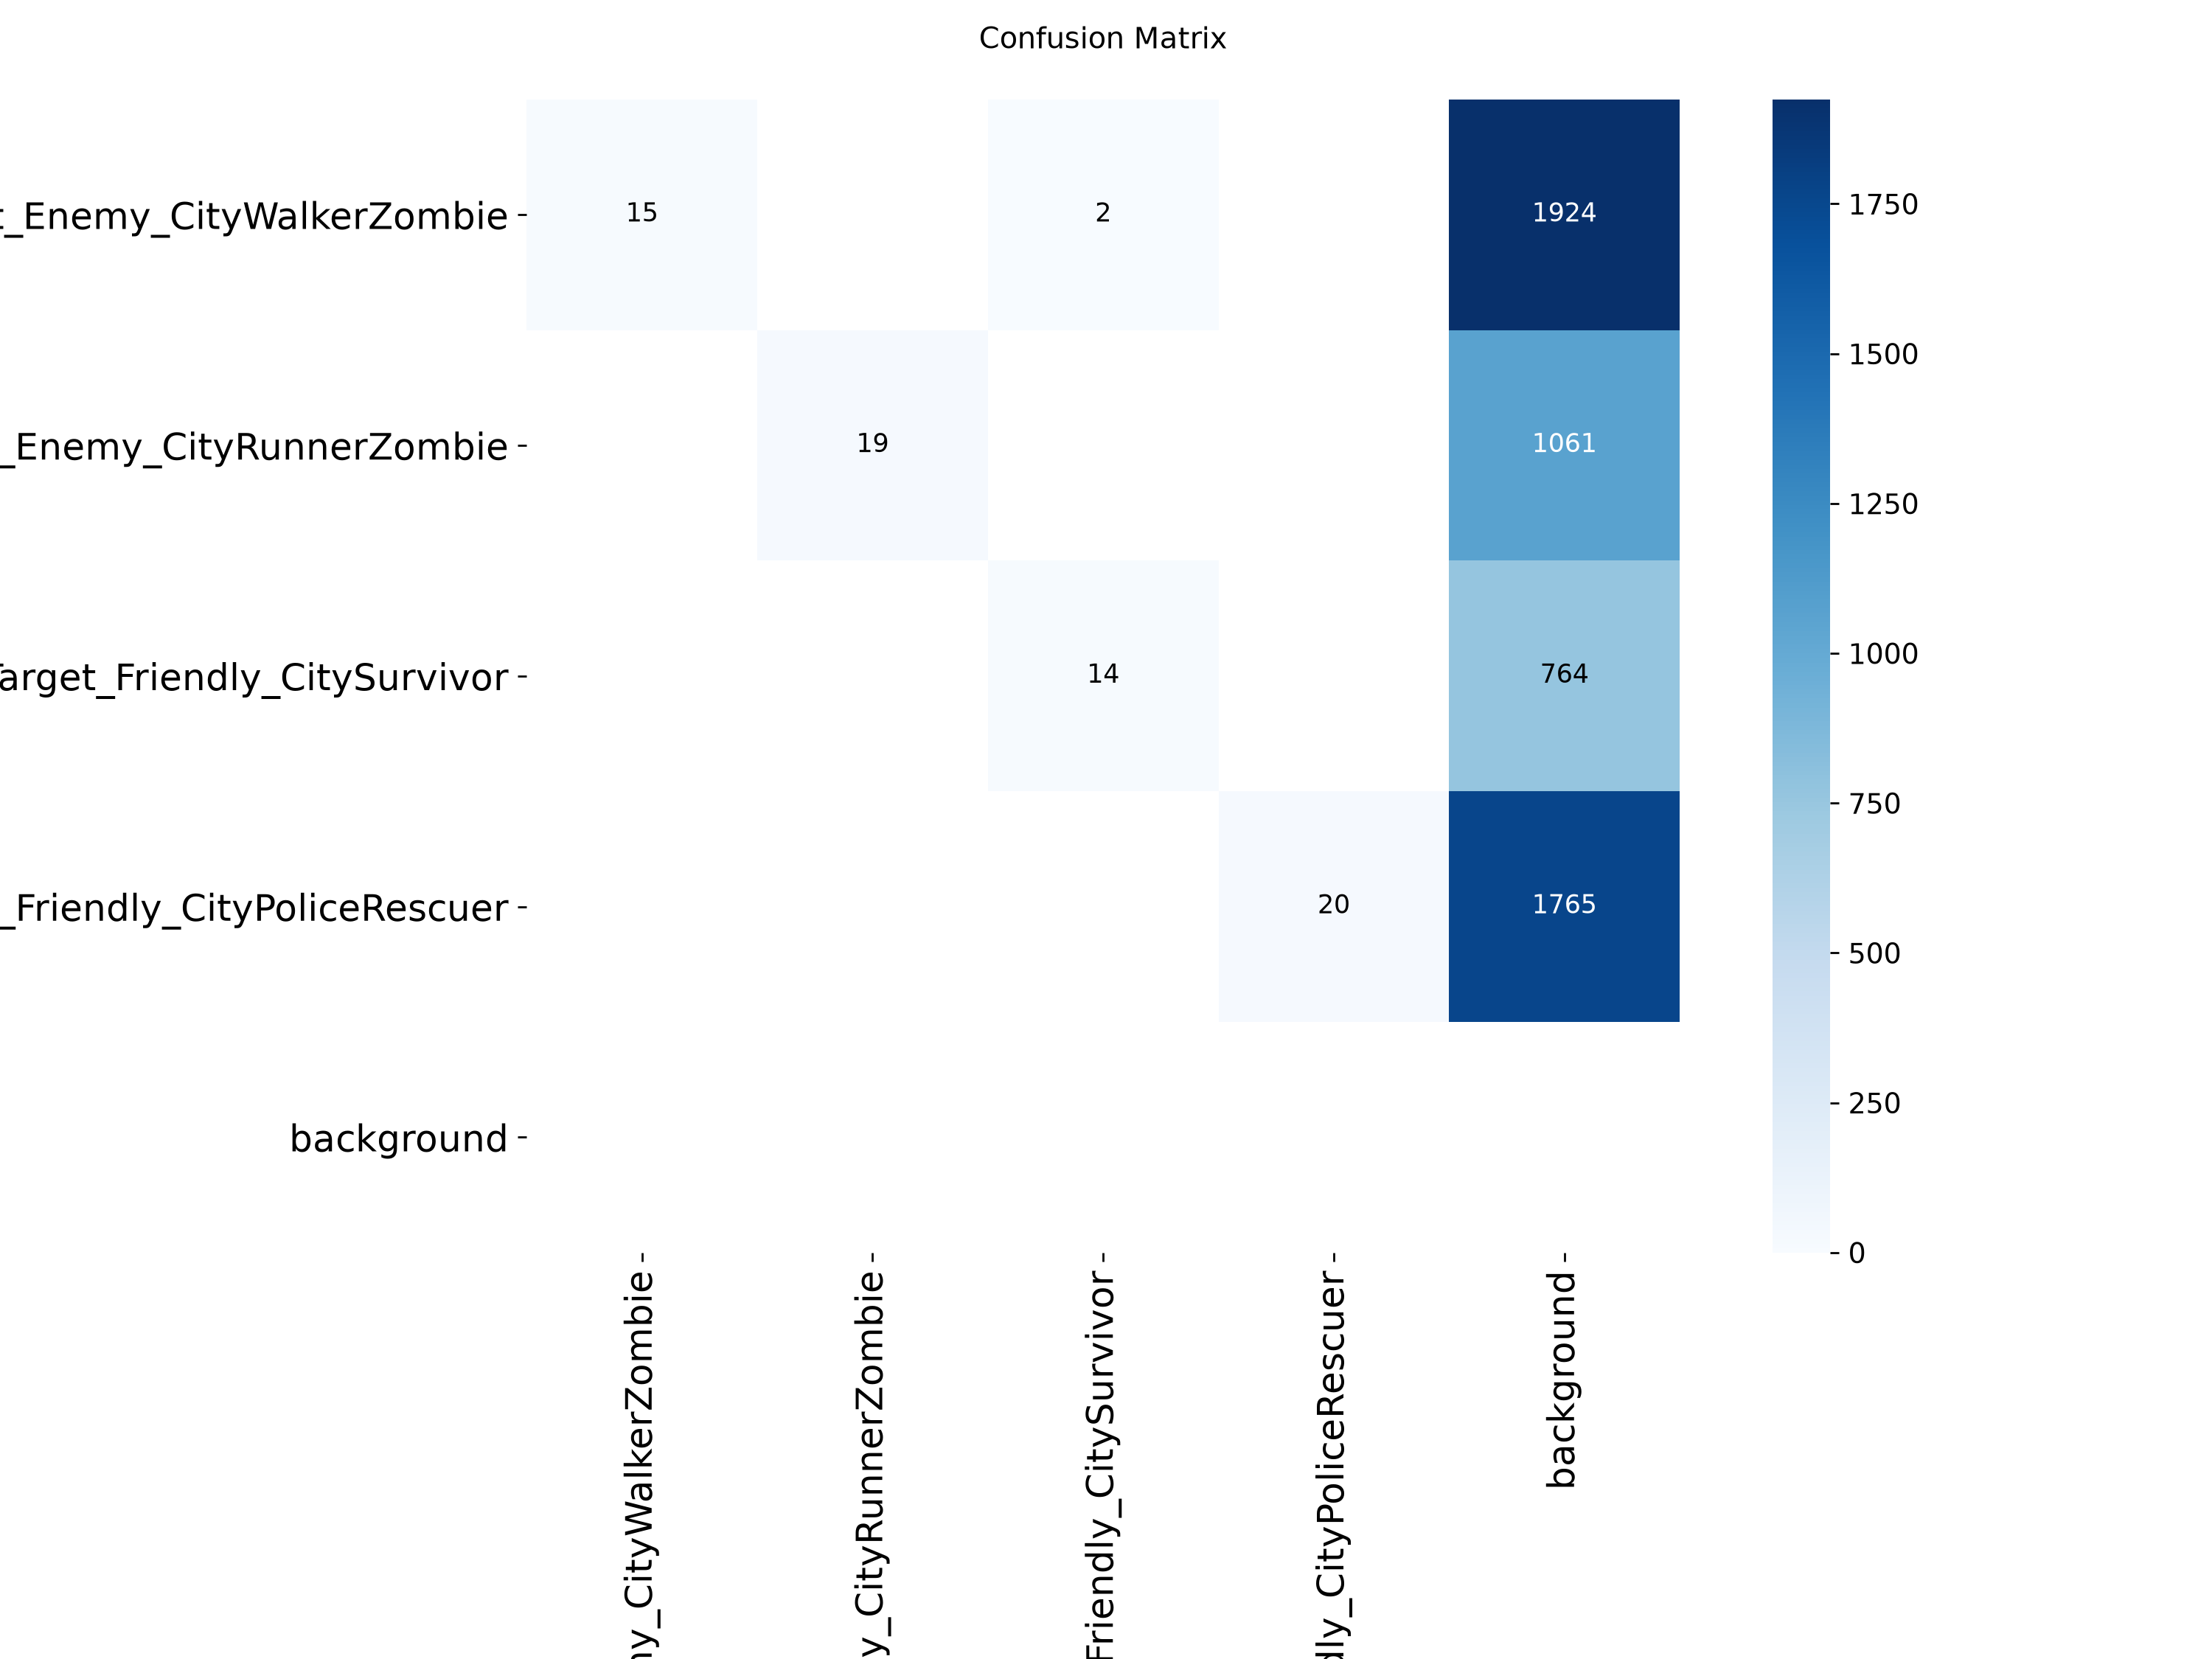 Confusion Matrix
t_Enemy_CityWalkerZombie
15
2
1924
_Enemy_CityRunnerZombie
19
1061
arget_Friendly_CitySurvivor
14
764
_Friendly_CityPoliceRescuer
20
1765
background
1750
1500
1250
1000
750
500
250
0
ny_CityWalkerZombie
y_CityRunnerZombie
Friendly_CitySurvivor
dly_CityPoliceRescuer
background